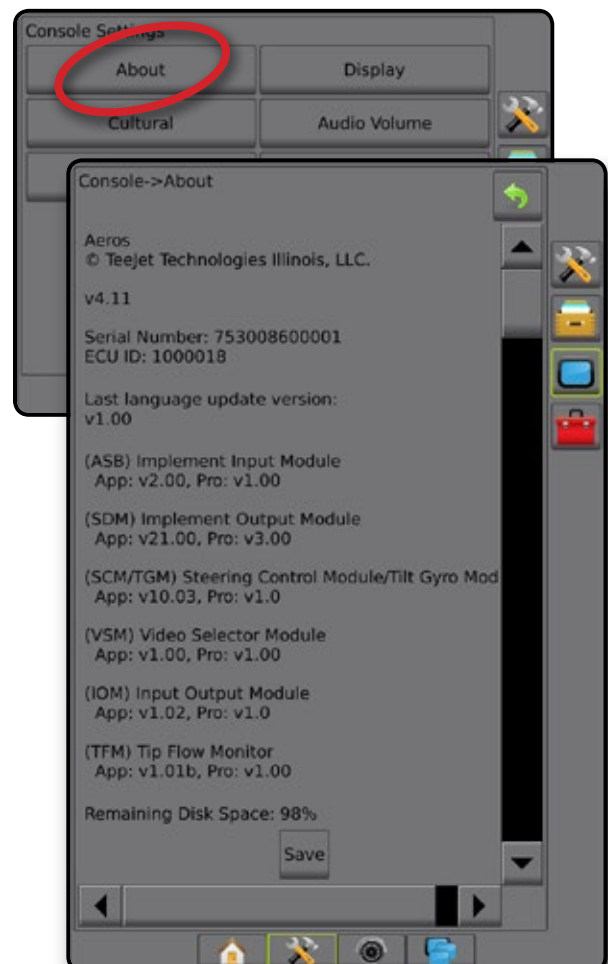 Console Settings
About
Display
Cultural
Audio Volume
Console->About
Aeros
© TeeJet Technologies Illinois, LLC.
v4.11
Serial Number: 753008600001
ECU ID: 1000018
Last language update version:
v1.00
(ASB) Implement Input Module
App: v2.00, Pro: v1.00
(SDM) Implement Output Module
App: v21.00, Pro: v3.00
(SCM/TGM) Steering Control Module/Tilt Gyro Mod
App: v10.03, Pro: v1.0
(VSM) Video Selector Module
App: v1.00, Pro: v1.00
(IOM) Input Output Module
App: v1.02, Pro: v1.0
(TFM) Tip Flow Monitor
App: v1.01b, Pro: v1.00
Remaining Disk Space: 98%
Save